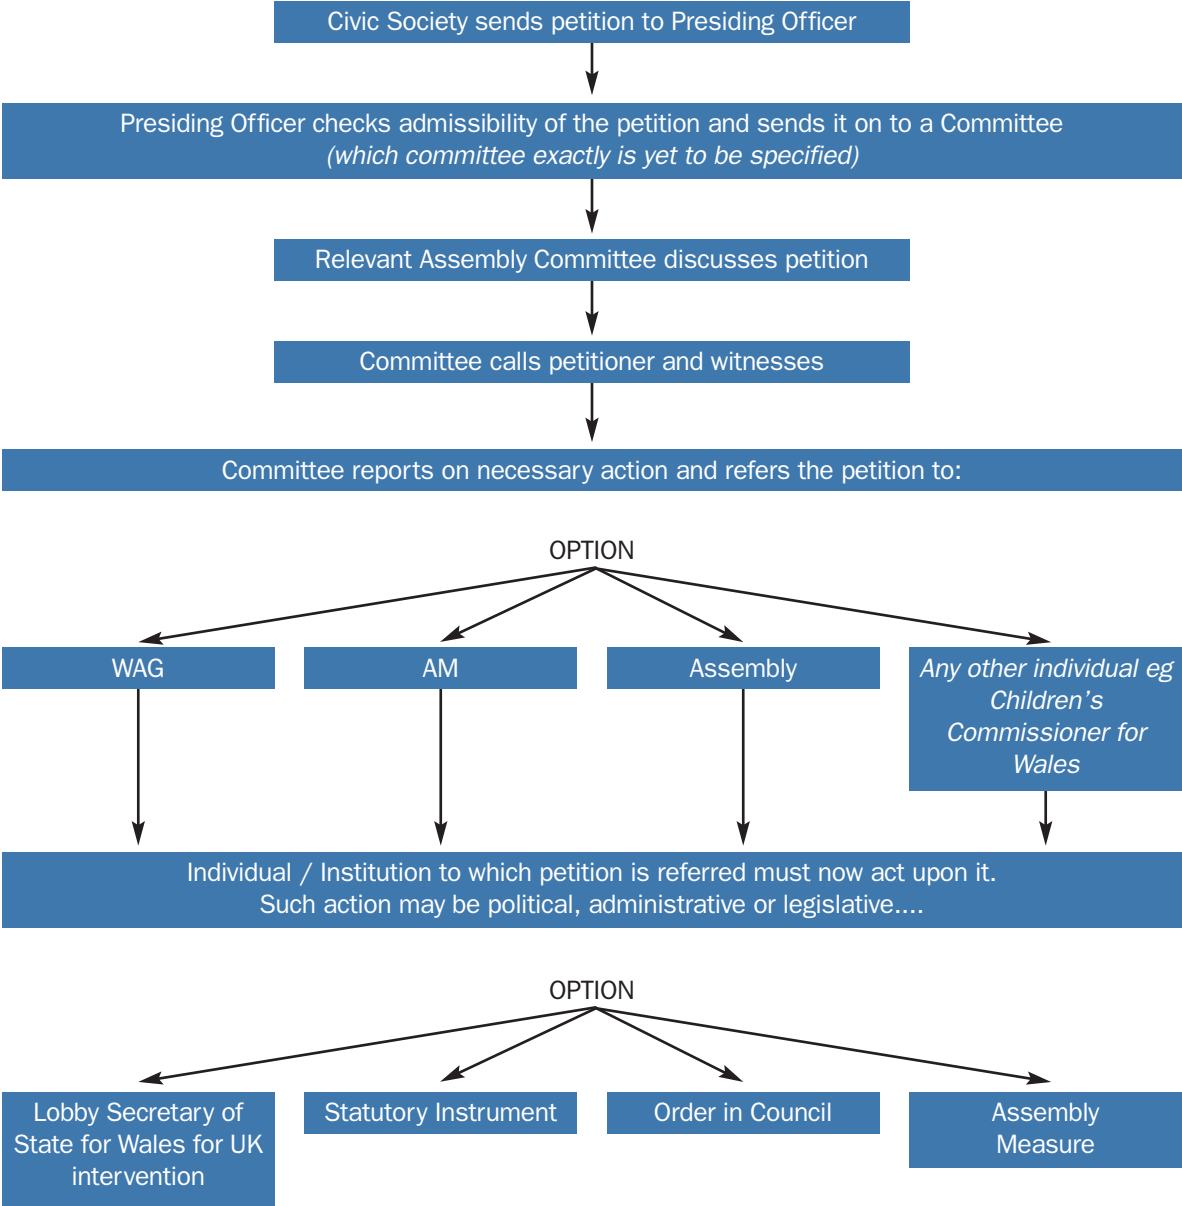 Civic Society sends petition to Presiding Officer
Presiding Officer checks admissibility of the petition and sends it on to a Committee
(which committee exactly is yet to be specified)
Relevant Assembly Committee discusses petition
Committee calls petitioner and witnesses
Committee reports on necessary action and refers the petition to:
OPTION
WAG
AM
Assembly
Any other individual eg
Children’s
Commissioner for
Wales
Individual / Institution to which petition is referred must now act upon it.
Such action may be political, administrative or legislative....
OPTION
Lobby Secretary of
State for Wales for UK
intervention
Statutory Instrument
Order in Council
Assembly
Measure